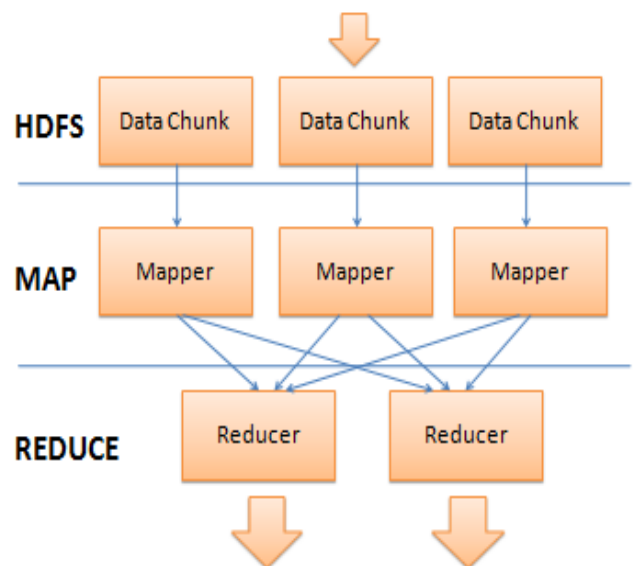 HDFS
Data Chunk
Data Chunk
Data Chunk
MAP
Mapper
Mapper
Mapper
REDUCE
Reducer
Reducer